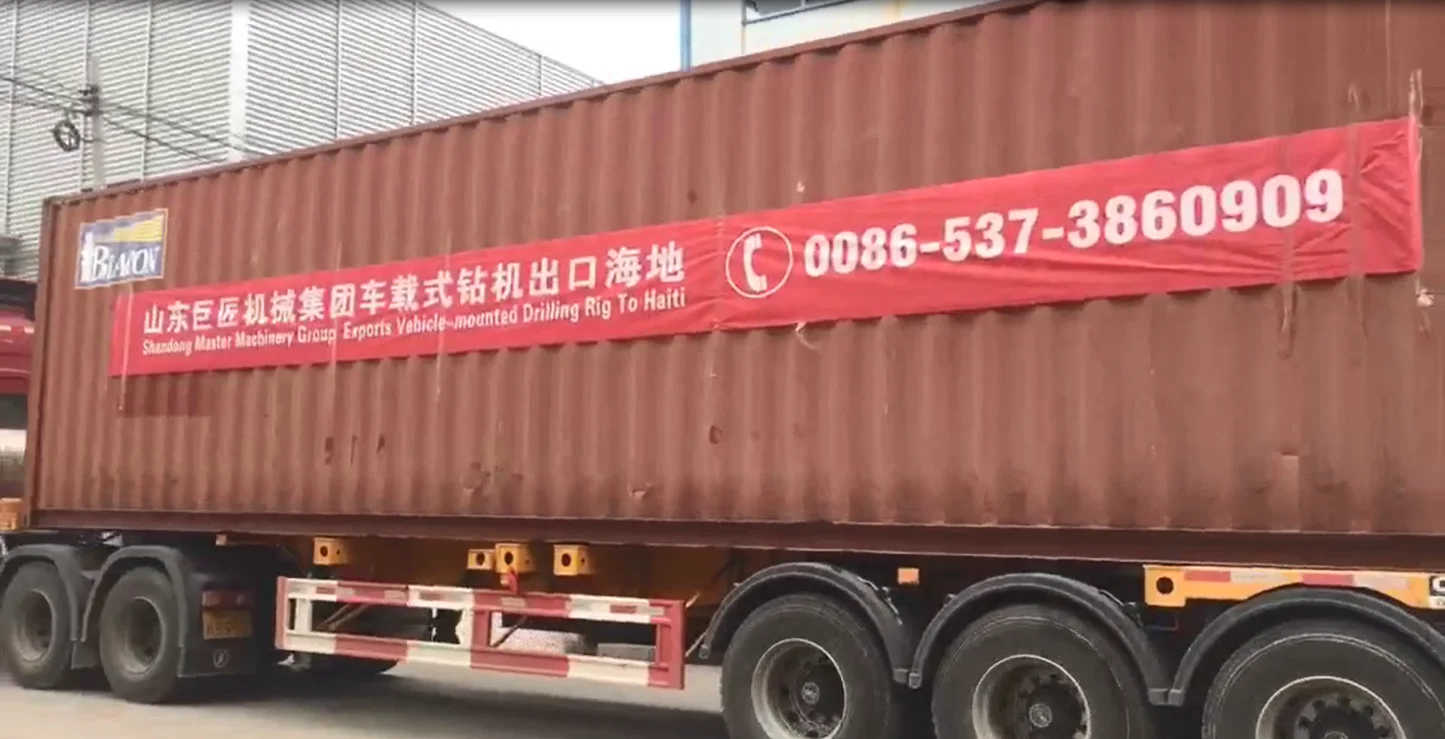 BEACON
山东巨匠机械集团车载式钻机出口海地
Shandong Master Machinery Group Exports Vehicle-mounted Drilling Rig To Haiti
0086-537-3860909